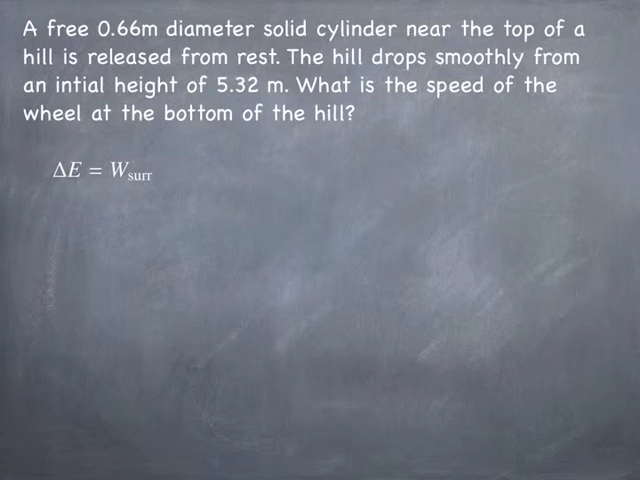 A free 0.66m diameter solid cylinder near the top of a
hill is released from rest. The hill drops smoothly from
an intial height of 5.32 m. What is the speed of the
wheel at the bottom of the hill?
ΔE = W_surr